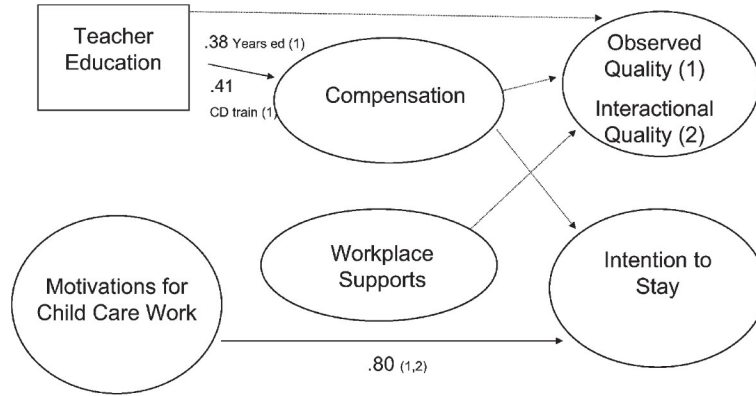 Teacher
Education
.38 Years ed (1)
.41
CD train (1)
Compensation
Observed
Quality (1)
Interactional
Quality (2)
Motivations for
Child Care Work
Workplace
Supports
Intention to
Stay
.80 (1,2)